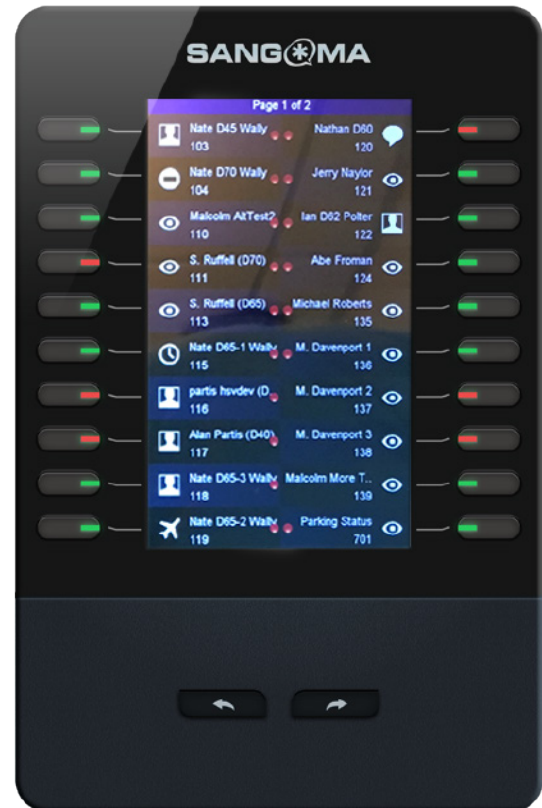 SANGOMA
Page 1 of 2
Nate D45 Wally
103
Nathan D60
120
Nate D70 Wally
104
Jerry Naylor
121
Malcolm AltTest2
110
Ian D62 Polter
122
S. Ruffell (D70)
111
Abe Froman
124
S. Ruffell (D65)
113
Michael Roberts
135
Nate D65-1 Wally
115
M. Davenport 1
136
partis hsvdev (D
116
M. Davenport 2
137
Alan Partis (D40)
117
M. Davenport 3
138
Nate D65-3 Wally
118
Malcolm More T..
139
Nate D65-2 Wally
119
Parking Status
701